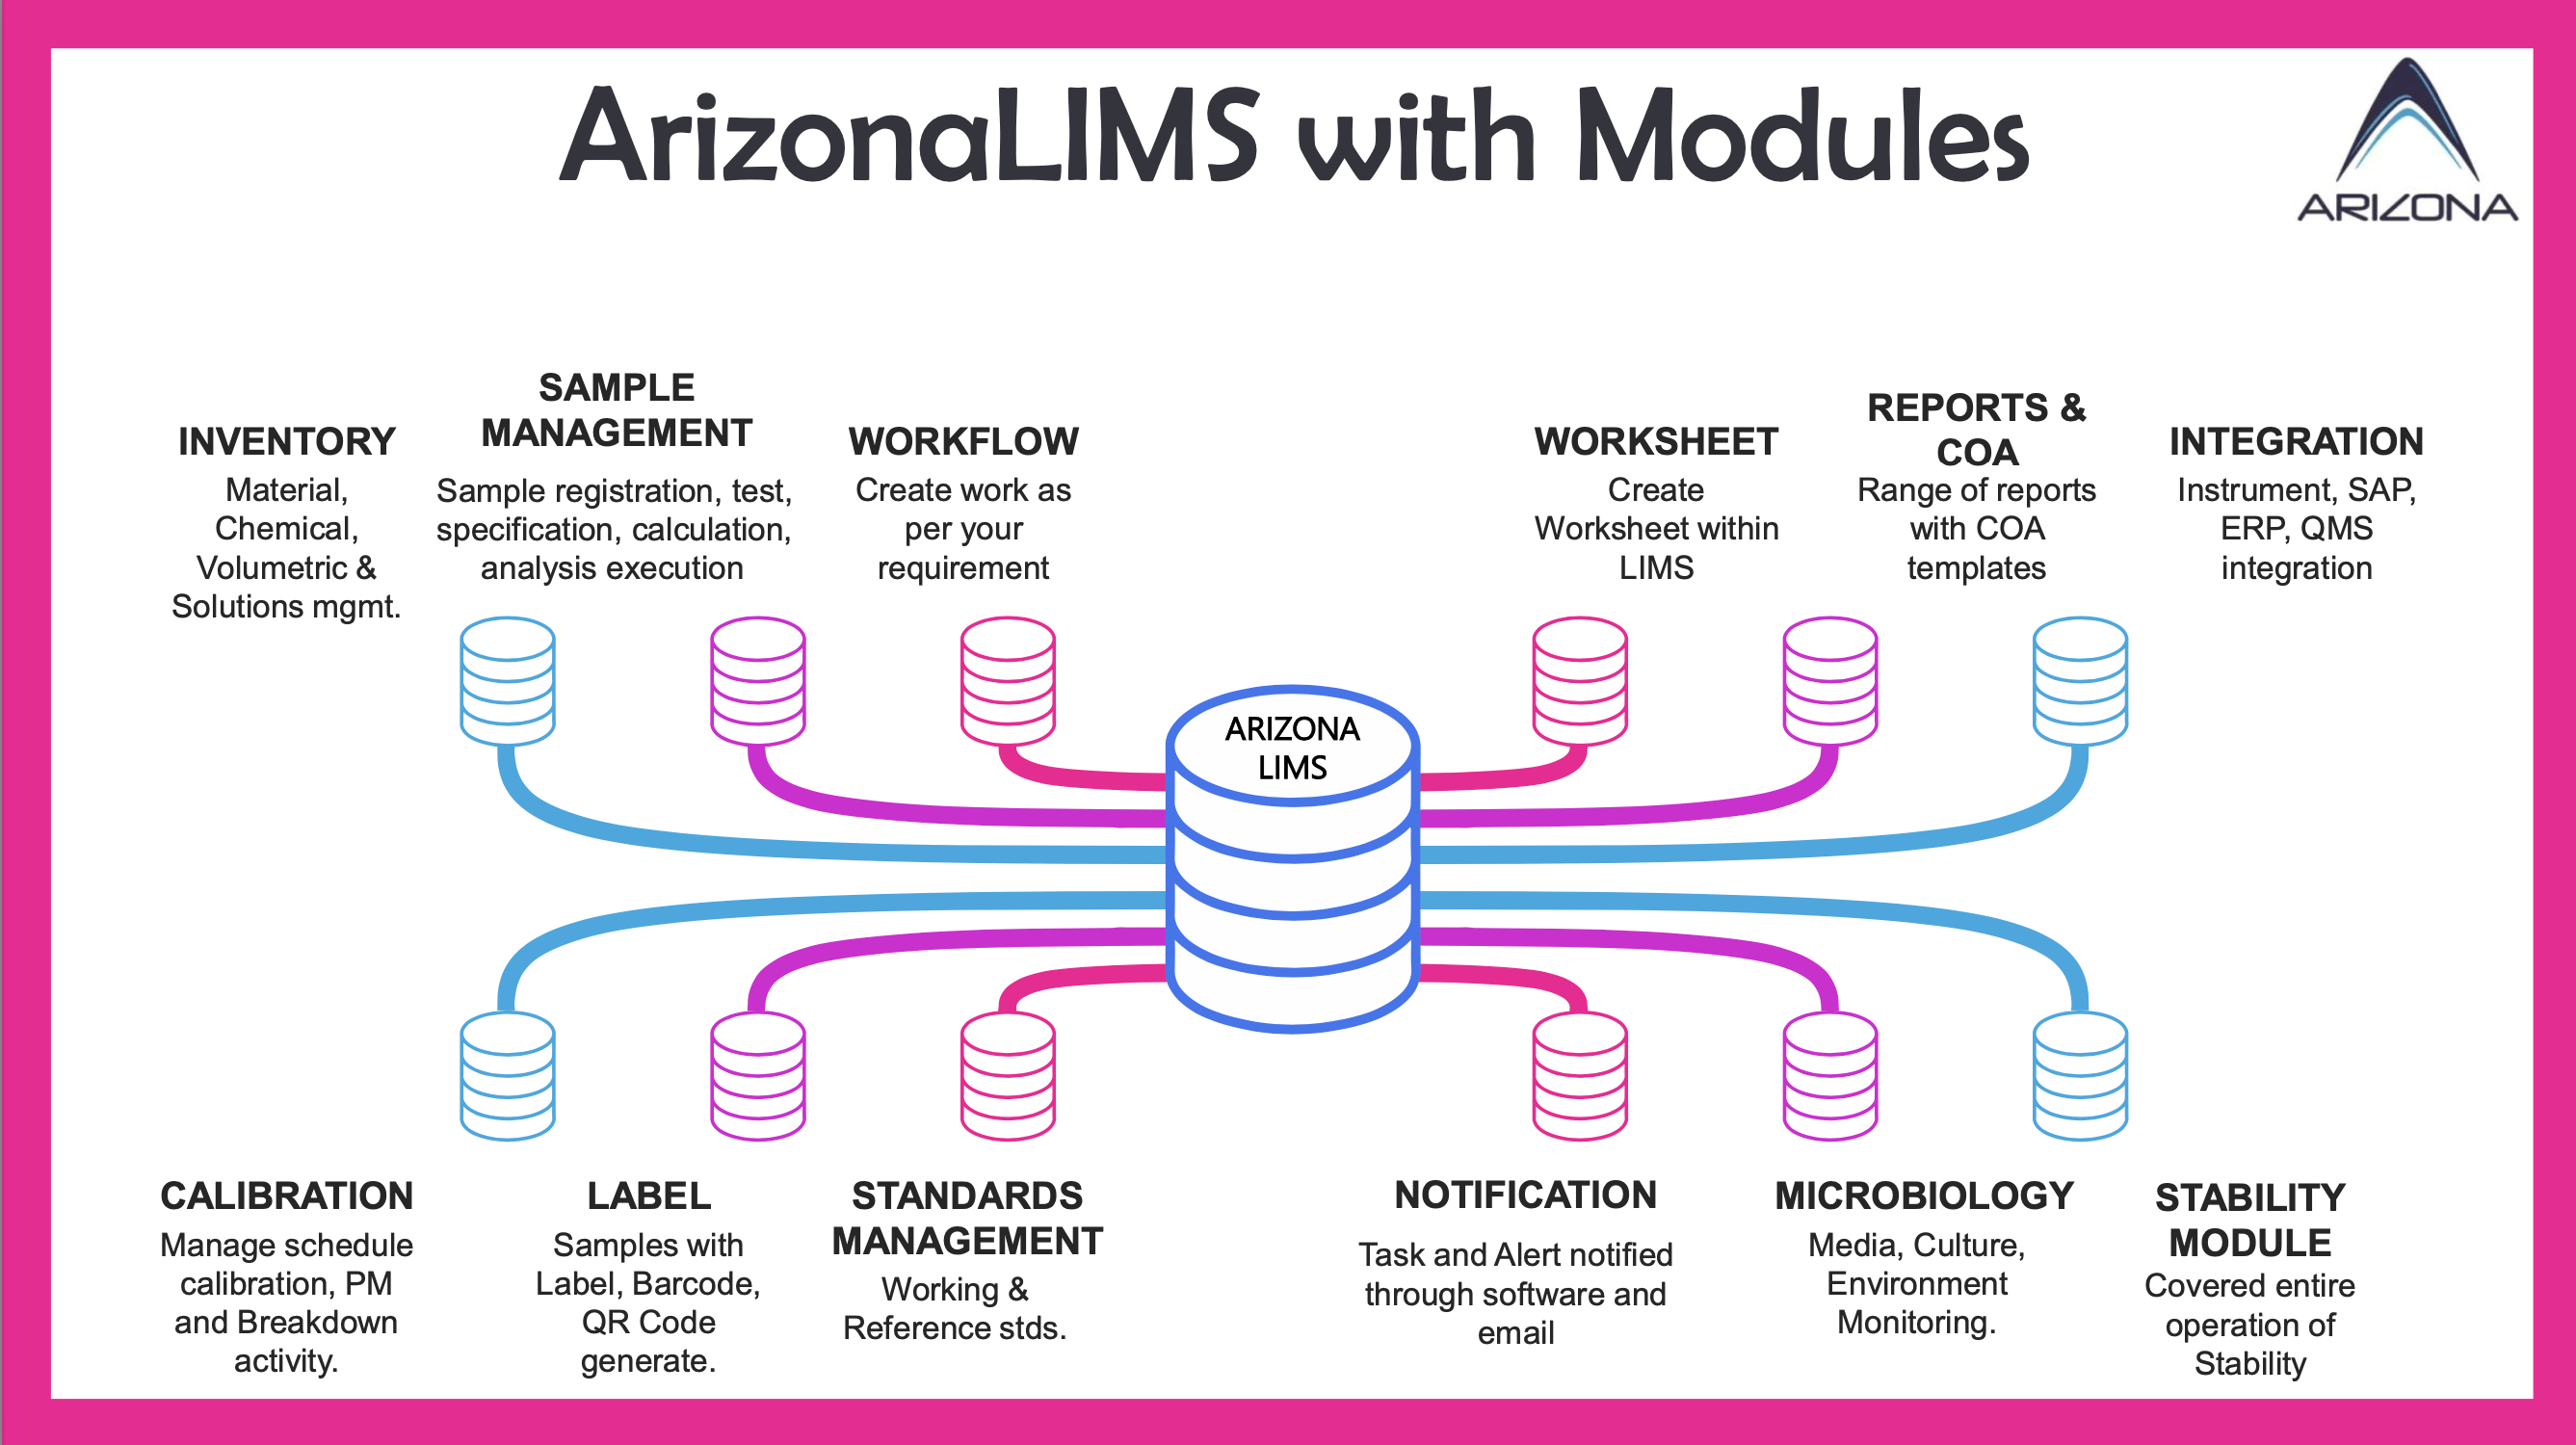 ArizonaLIMS with Modules
ARIZONA
INVENTORY
Material,
Chemical,
Volumetric &
Solutions mgmt.
SAMPLE
MANAGEMENT
Sample registration, test,
specification, calculation,
analysis execution
WORKFLOW
Create work as
per your
requirement
WORKSHEET
Create
Worksheet within
LIMS
REPORTS &
COA
Range of reports
with COA
templates
INTEGRATION
Instrument, SAP,
ERP, QMS
integration
ARIZONA
LIMS
CALIBRATION
Manage schedule
calibration, PM
and Breakdown
activity.
LABEL
Samples with
Label, Barcode,
QR Code
generate.
STANDARDS
MANAGEMENT
Working &
Reference stds.
NOTIFICATION
Task and Alert notified
through software and
email
MICROBIOLOGY
Media, Culture,
Environment
Monitoring.
STABILITY
MODULE
Covered entire
operation of
Stability